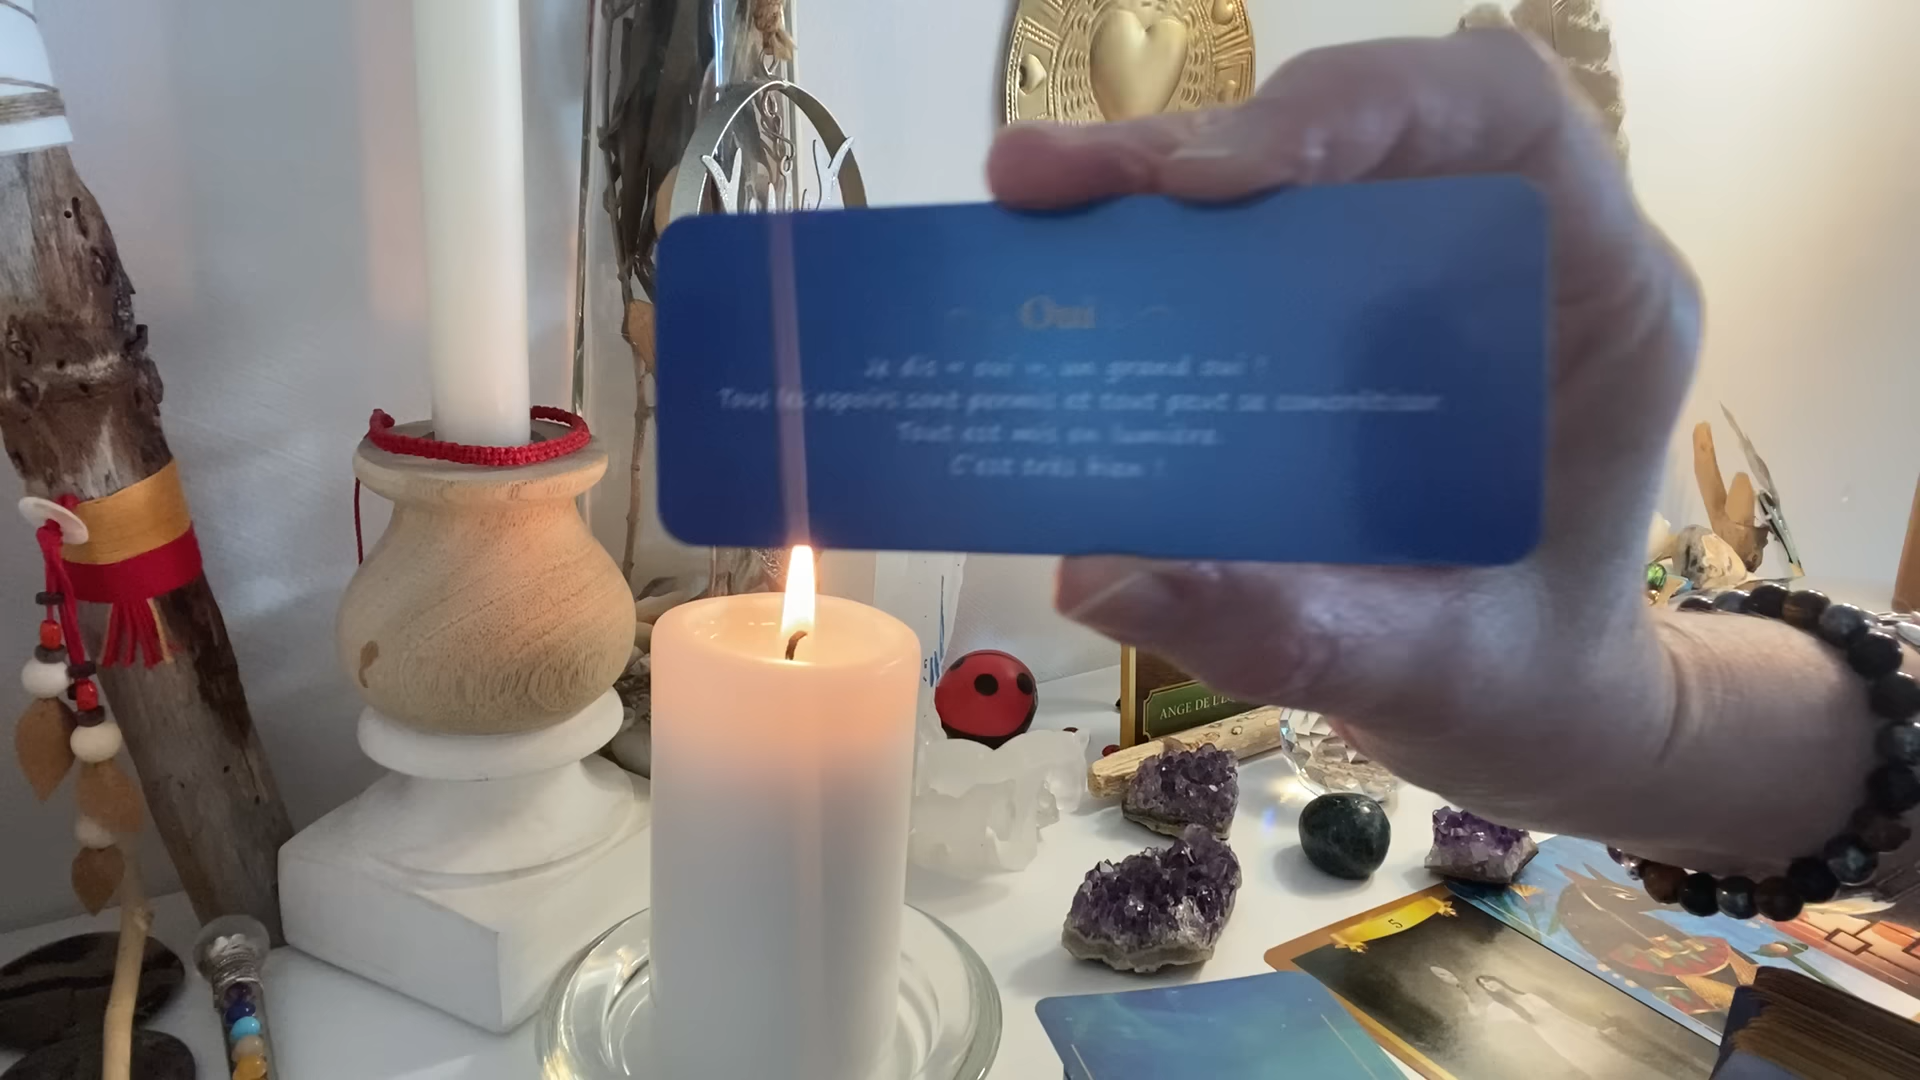 Oui
Je dis « oui », un grand oui !
Tous les espoirs sont permis et tout peut se concrétiser.
Tout est mis en lumière.
C'est très bien !
ANGE DE L'
5